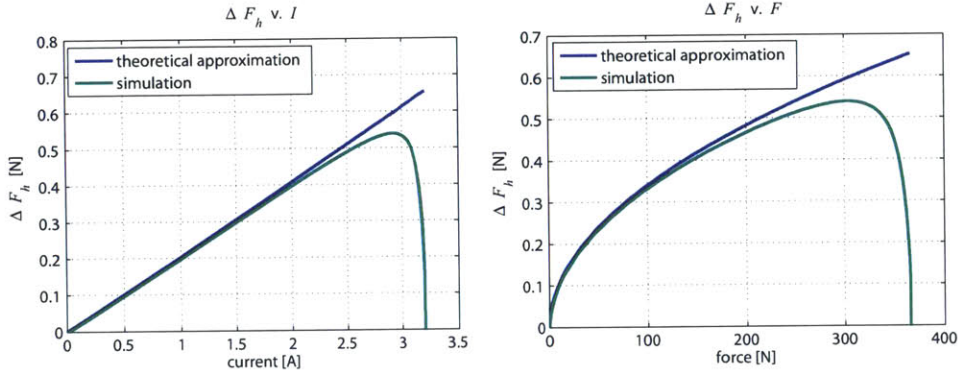 Δ F_h v. I
0.8
0.7
0.6
0.5
0.4
0.3
0.2
0.1
0
Δ F_h [N]
theoretical approximation
simulation
0 0.5 1 1.5 2 2.5 3 3.5
current [A]
Δ F_h v. F
0.7
0.6
0.5
0.4
0.3
0.2
0.1
0
Δ F_h [N]
theoretical approximation
simulation
0 100 200 300 400
force [N]